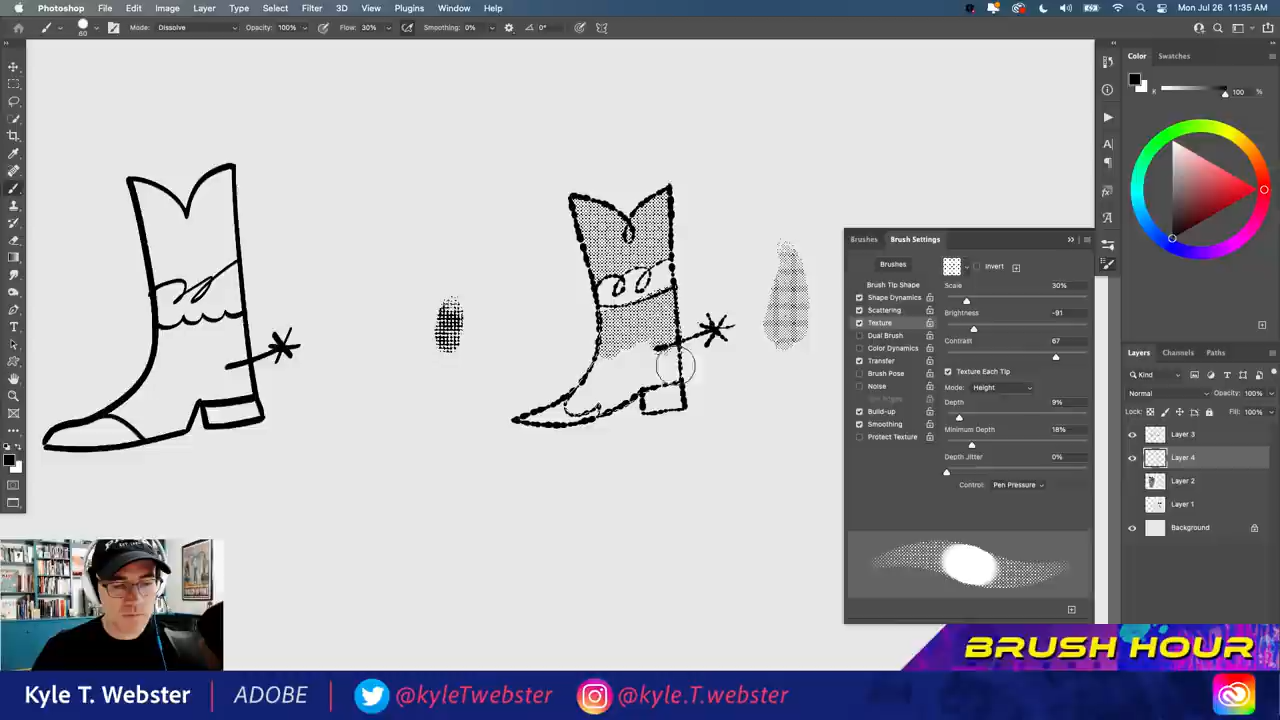 Photoshop File Edit Image Layer Type Select Filter 3D View Plugins Window Help Mon Jul 26 11:35 AM
60 Mode: Dissolve Opacity: 100% Flow: 30% Smoothing: 0% 0°
Color Swatches
K 100 %
Brushes Brush Settings
Brushes Invert
Brush Tip Shape
Shape Dynamics
Scattering
Texture
Dual Brush
Color Dynamics
Transfer
Brush Pose
Noise
Build-up
Smoothing
Protect Texture
Scale 30%
Brightness -91
Contrast 67
Texture Each Tip
Mode: Height
Depth 9%
Minimum Depth 18%
Depth Jitter 0%
Control: Pen Pressure
Layers Channels Paths
Kind
Normal Opacity: 100%
Lock: Fill: 100%
Layer 3
Layer 4
Layer 2
Layer 1
Background
BRUSH HOUR
Kyle T. Webster | ADOBE | @kyleTwebster @kyle.T.webster